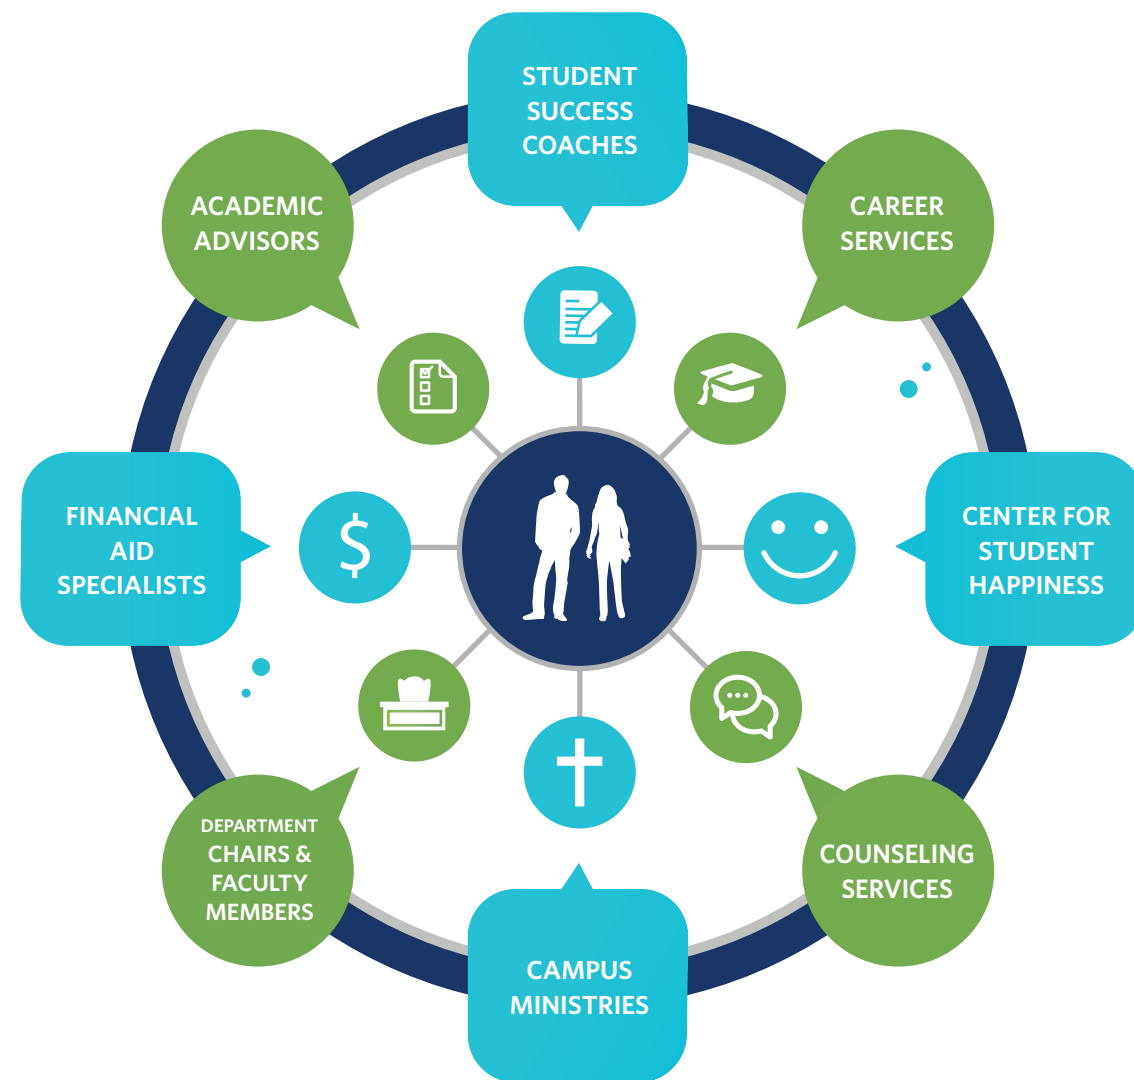 STUDENT
SUCCESS
COACHES
ACADEMIC
ADVISORS
CAREER
SERVICES
FINANCIAL
AID
SPECIALISTS
$
CENTER FOR
STUDENT
HAPPINESS
DEPARTMENT
CHAIRS &
FACULTY
MEMBERS
COUNSELING
SERVICES
CAMPUS
MINISTRIES